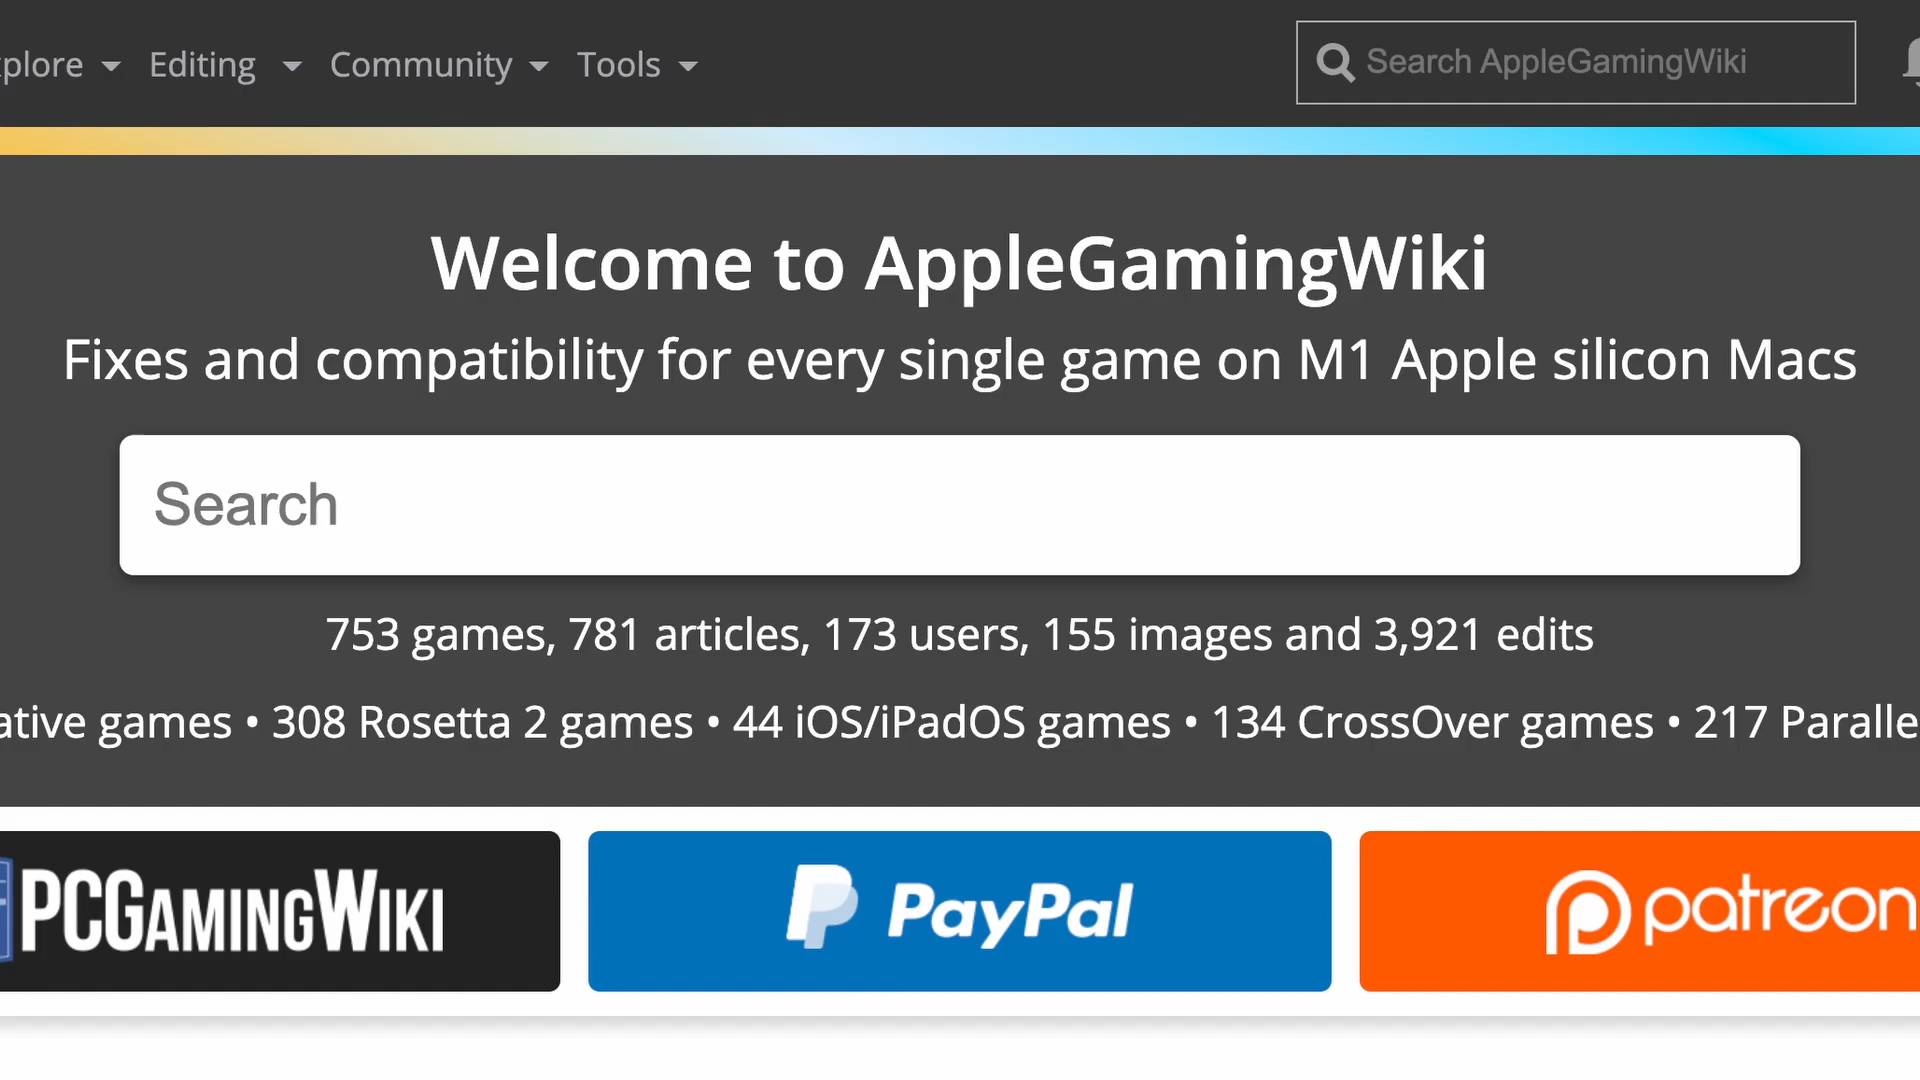 plore Editing Community Tools Search AppleGamingWiki
Welcome to AppleGamingWiki
Fixes and compatibility for every single game on M1 Apple silicon Macs
Search
753 games, 781 articles, 173 users, 155 images and 3,921 edits
ative games • 308 Rosetta 2 games • 44 iOS/iPadOS games • 134 CrossOver games • 217 Paralle
PCGamingWiki PayPal patreon